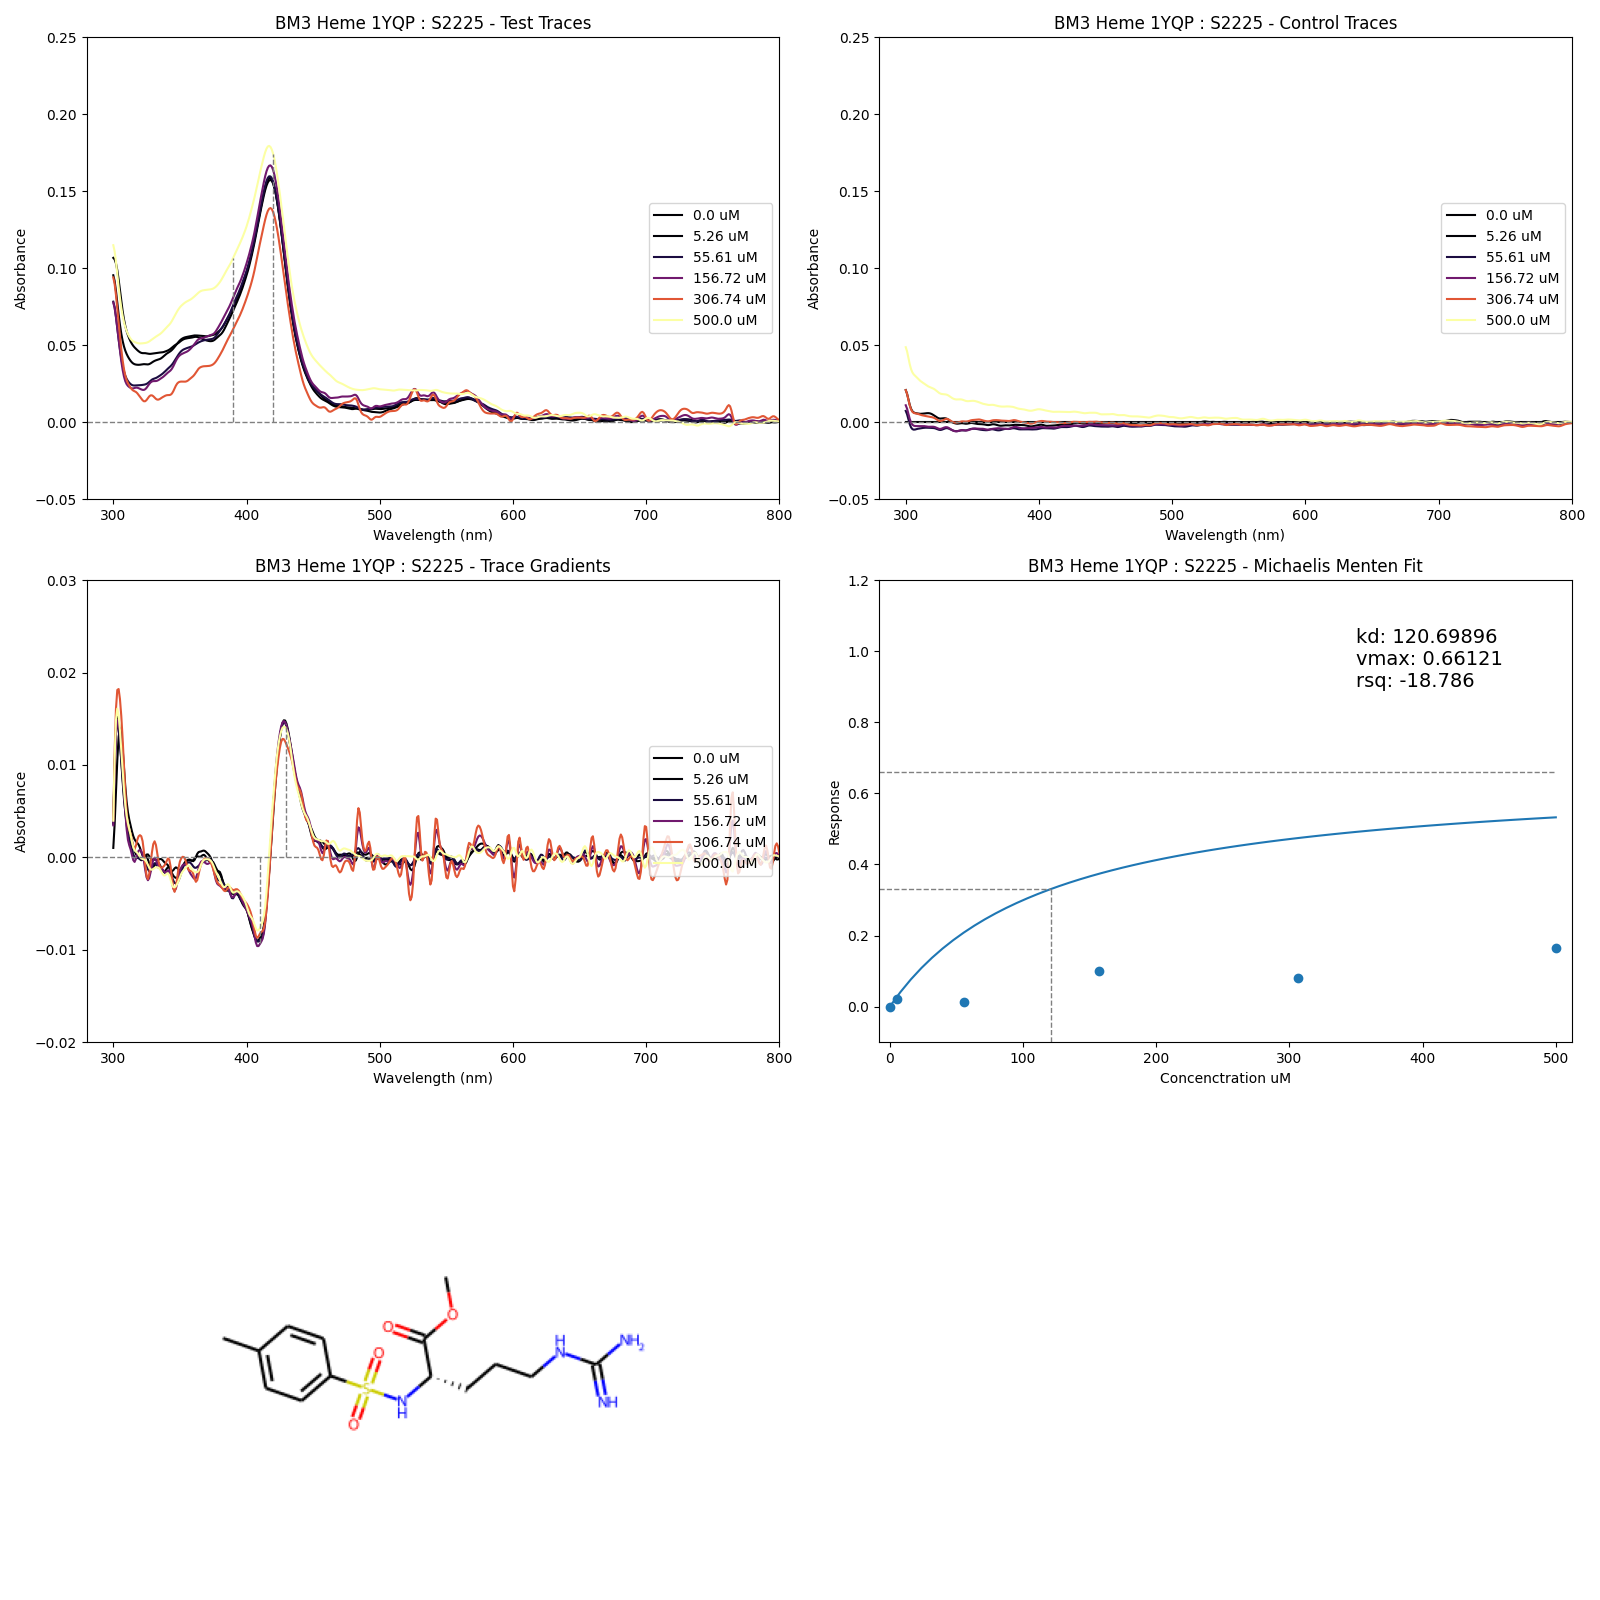 BM3 Heme 1YQP : S2225 - Test Traces
0.25
0.20
0.15
0.10
0.05
0.00
−0.05
Absorbance
300 400 500 600 700 800
Wavelength (nm)
0.0 uM
5.26 uM
55.61 uM
156.72 uM
306.74 uM
500.0 uM
BM3 Heme 1YQP : S2225 - Control Traces
0.25
0.20
0.15
0.10
0.05
0.00
−0.05
Absorbance
300 400 500 600 700 800
Wavelength (nm)
0.0 uM
5.26 uM
55.61 uM
156.72 uM
306.74 uM
500.0 uM
BM3 Heme 1YQP : S2225 - Trace Gradients
0.03
0.02
0.01
0.00
−0.01
−0.02
Absorbance
300 400 500 600 700 800
Wavelength (nm)
0.0 uM
5.26 uM
55.61 uM
156.72 uM
306.74 uM
500.0 uM
BM3 Heme 1YQP : S2225 - Michaelis Menten Fit
1.2
1.0
0.8
0.6
0.4
0.2
0.0
Response
kd: 120.69896
vmax: 0.66121
rsq: -18.786
0 100 200 300 400 500
Concenctration uM
O
O
O
S
O
N
H
H
N
NH2
NH